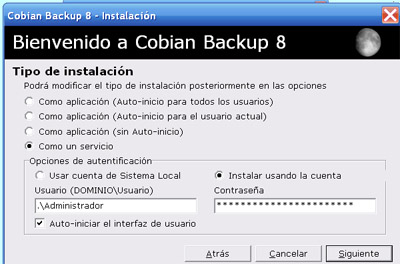 Cobian Backup 8 - Instalación
Bienvenido a Cobian Backup 8
Tipo de instalación
Podrá modificar el tipo de instalación posteriormente en las opciones
Como aplicación (Auto-inicio para todos los usuarios)
Como aplicación (Auto-inicio para el usuario actual)
Como aplicación (sin Auto-inicio)
Como un servicio
Opciones de autentificación
Usar cuenta de Sistema Local Instalar usando la cuenta
Usuario (DOMINIO\Usuario) Contraseña
.\Administrador ***********************
Auto-iniciar el interfaz de usuario
Atrás Cancelar Siguiente